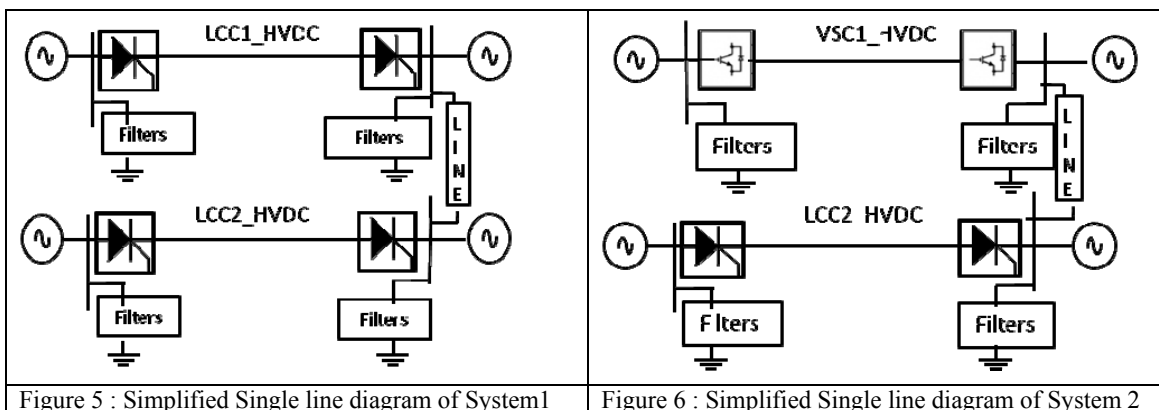 LCC1_HVDC
Filters
Filters
L
I
N
E
LCC2_HVDC
Filters
Filters
Figure 5 : Simplified Single line diagram of System1
VSC1_HVDC
Filters
Filters
L
I
N
E
LCC2 HVDC
F lters
Filters
Figure 6 : Simplified Single line diagram of System 2